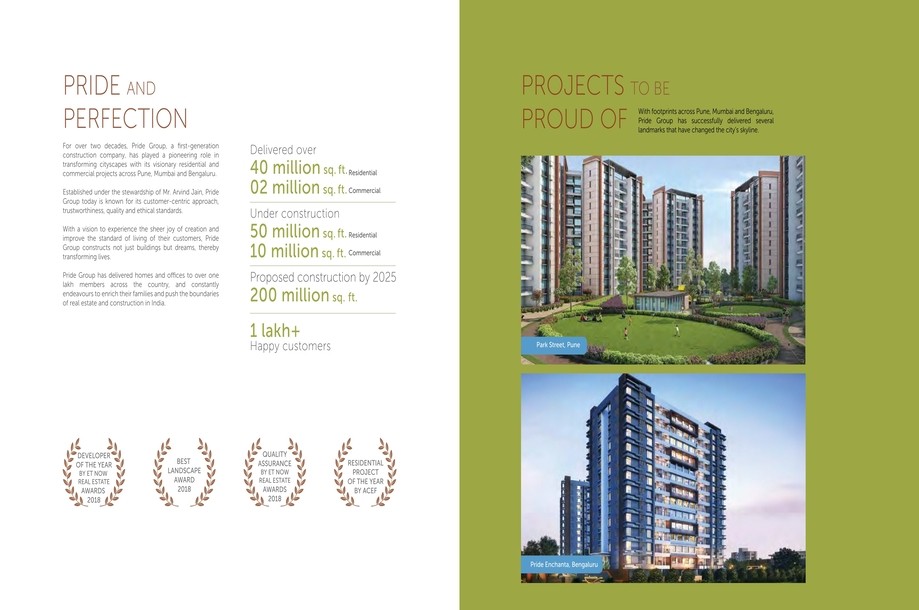 PRIDE AND
PERFECTION
For over two decades, Pride Group, a first-generation
construction company, has played a pioneering role in
transforming cityscapes with its visionary residential and
commercial projects across Pune, Mumbai and Bengaluru.
Established under the stewardship of Mr. Arvind Jain, Pride
Group today is known for its customer-centric approach,
trustworthiness, quality and ethical standards.
With a vision to experience the sheer joy of creation and
improve the standard of living of their customers, Pride
Group constructs not just buildings but dreams, thereby
transforming lives.
Pride Group has delivered homes and offices to over one
lakh members across the country, and constantly
endeavours to enrich their families and push the boundaries
of real estate and construction in India.
Delivered over
40 million sq. ft. Residential
02 million sq. ft. Commercial
Under construction
50 million sq. ft. Residential
10 million sq. ft. Commercial
Proposed construction by 2025
200 million sq. ft.
1 lakh+
Happy customers
DEVELOPER
OF THE YEAR
BY ET NOW
REAL ESTATE
AWARDS
2018
BEST
LANDSCAPE
AWARD
2018
QUALITY
ASSURANCE
BY ET NOW
REAL ESTATE
AWARDS
2018
RESIDENTIAL
PROJECT
OF THE YEAR
BY ACEF
PROJECTS TO BE
PROUD OF
With footprints across Pune, Mumbai and Bengaluru,
Pride Group has successfully delivered several
landmarks that have changed the city's skyline.
Park Street, Pune
Pride Enchanta, Bengaluru